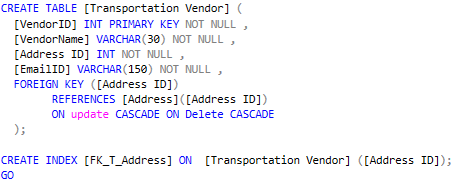 CREATE TABLE [Transportation Vendor] (
[VendorID] INT PRIMARY KEY NOT NULL ,
[VendorName] VARCHAR(30) NOT NULL ,
[Address ID] INT NOT NULL ,
[EmailID] VARCHAR(150) NOT NULL ,
FOREIGN KEY ([Address ID])
REFERENCES [Address]([Address ID])
ON update CASCADE ON Delete CASCADE
);
CREATE INDEX [FK_T_Address] ON [Transportation Vendor] ([Address ID]);
GO